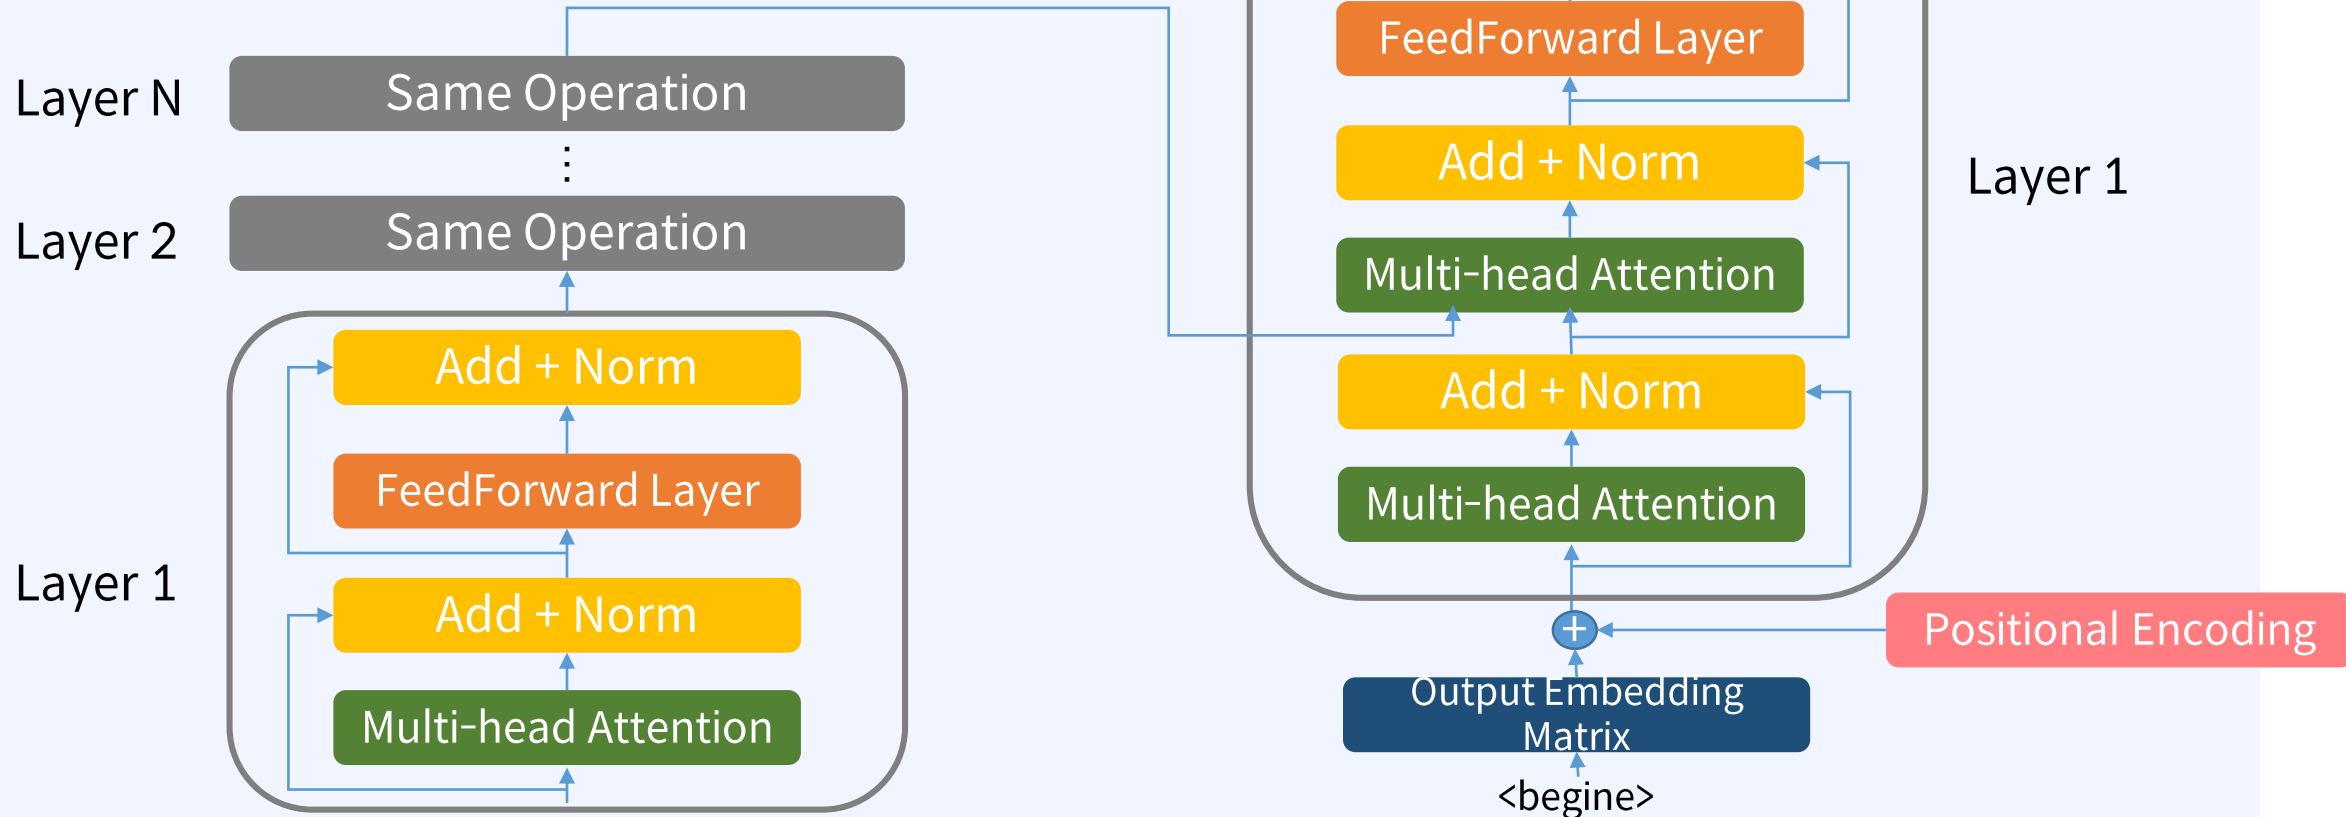 Layer N
Same Operation
⋮
Layer 2
Same Operation
Add + Norm
FeedForward Layer
Layer 1
Add + Norm
Multi-head Attention
FeedForward Layer
Add + Norm
Layer 1
Multi-head Attention
Add + Norm
Multi-head Attention
+
Positional Encoding
Output Embedding
Matrix
<begine>